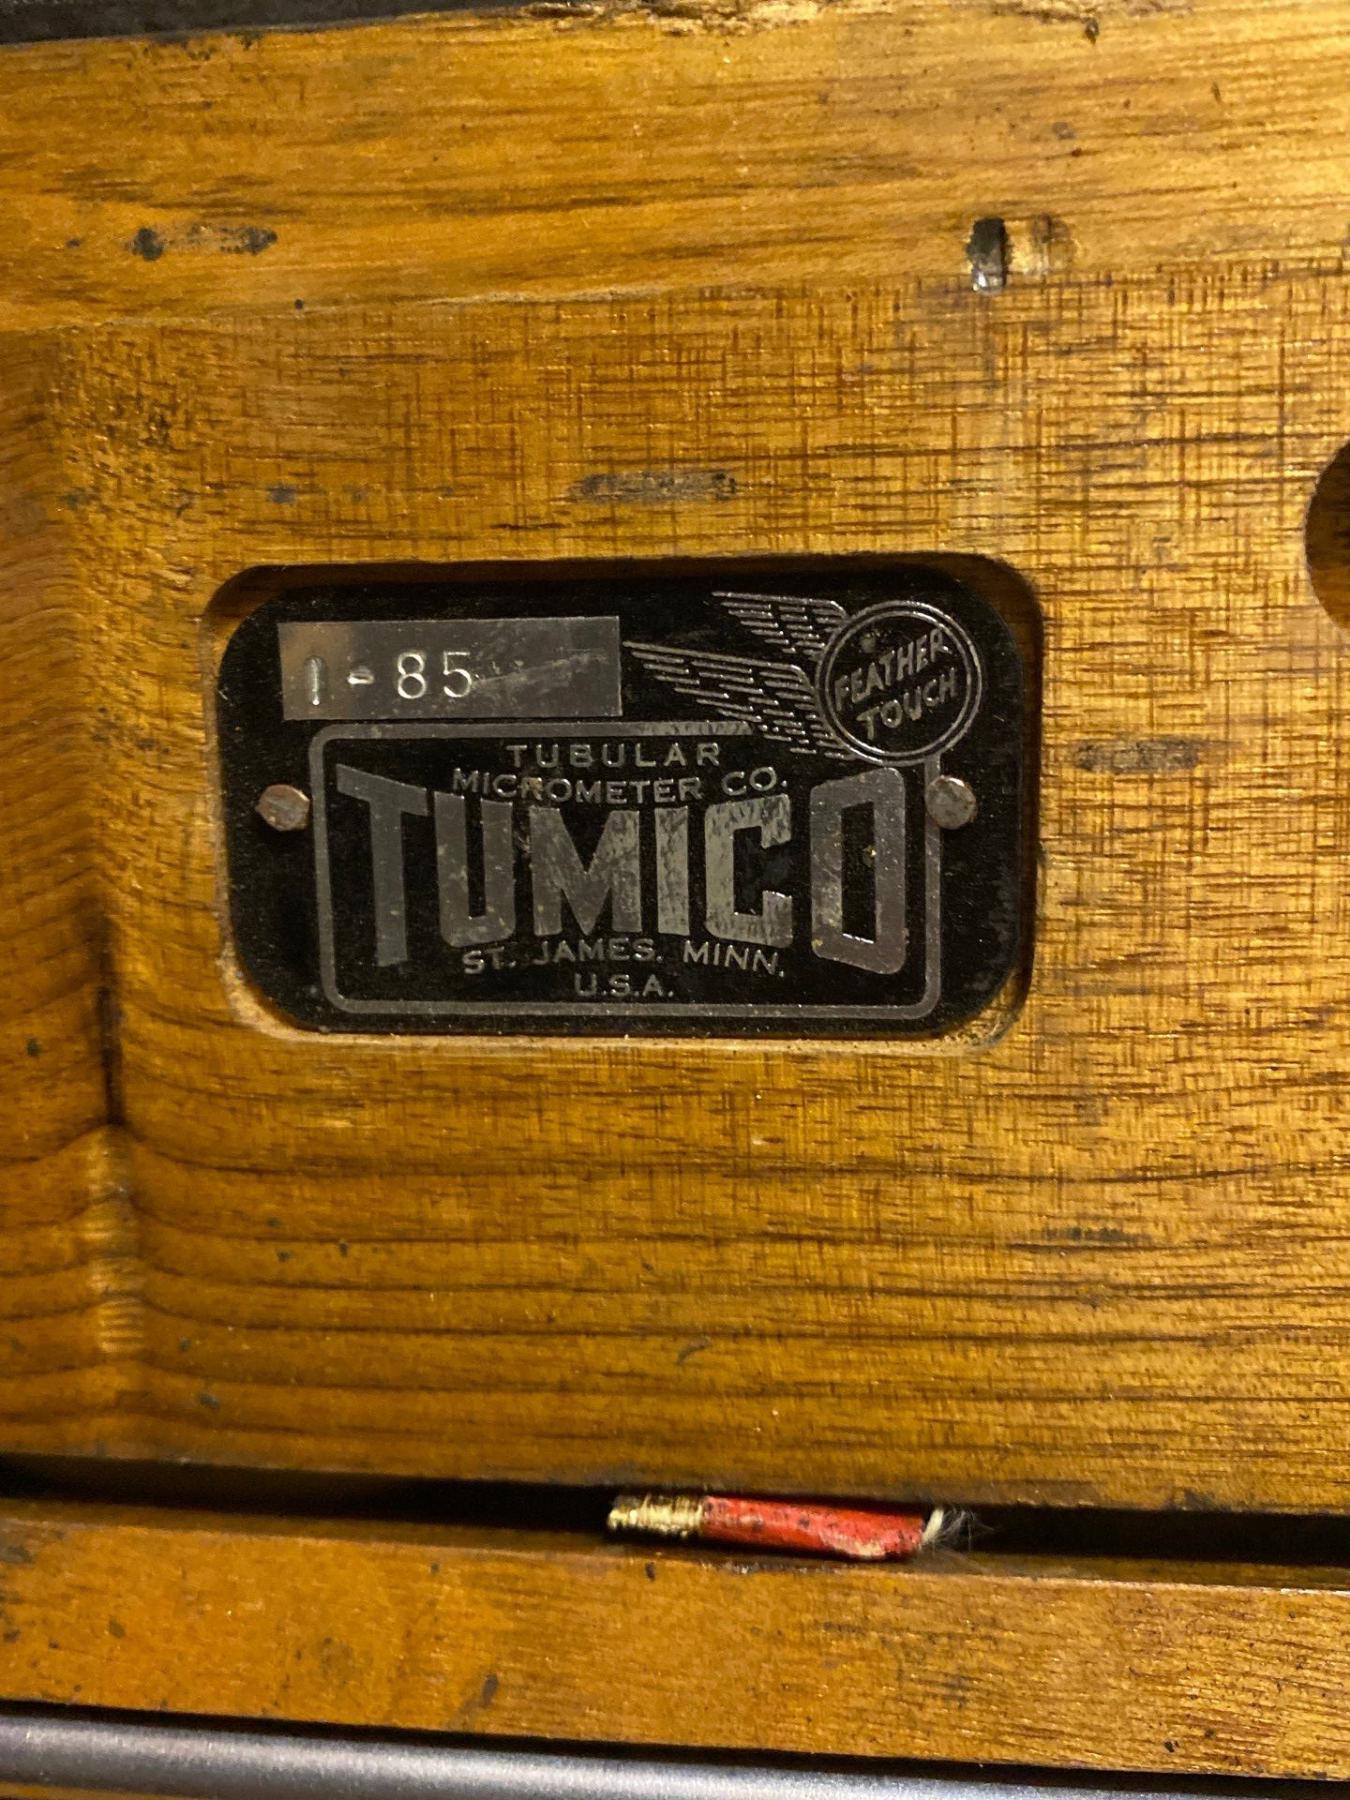 1-85
FEATHER
TOUCH
TUBULAR
MICROMETER CO.
TUMICO
ST. JAMES, MINN.
U.S.A.